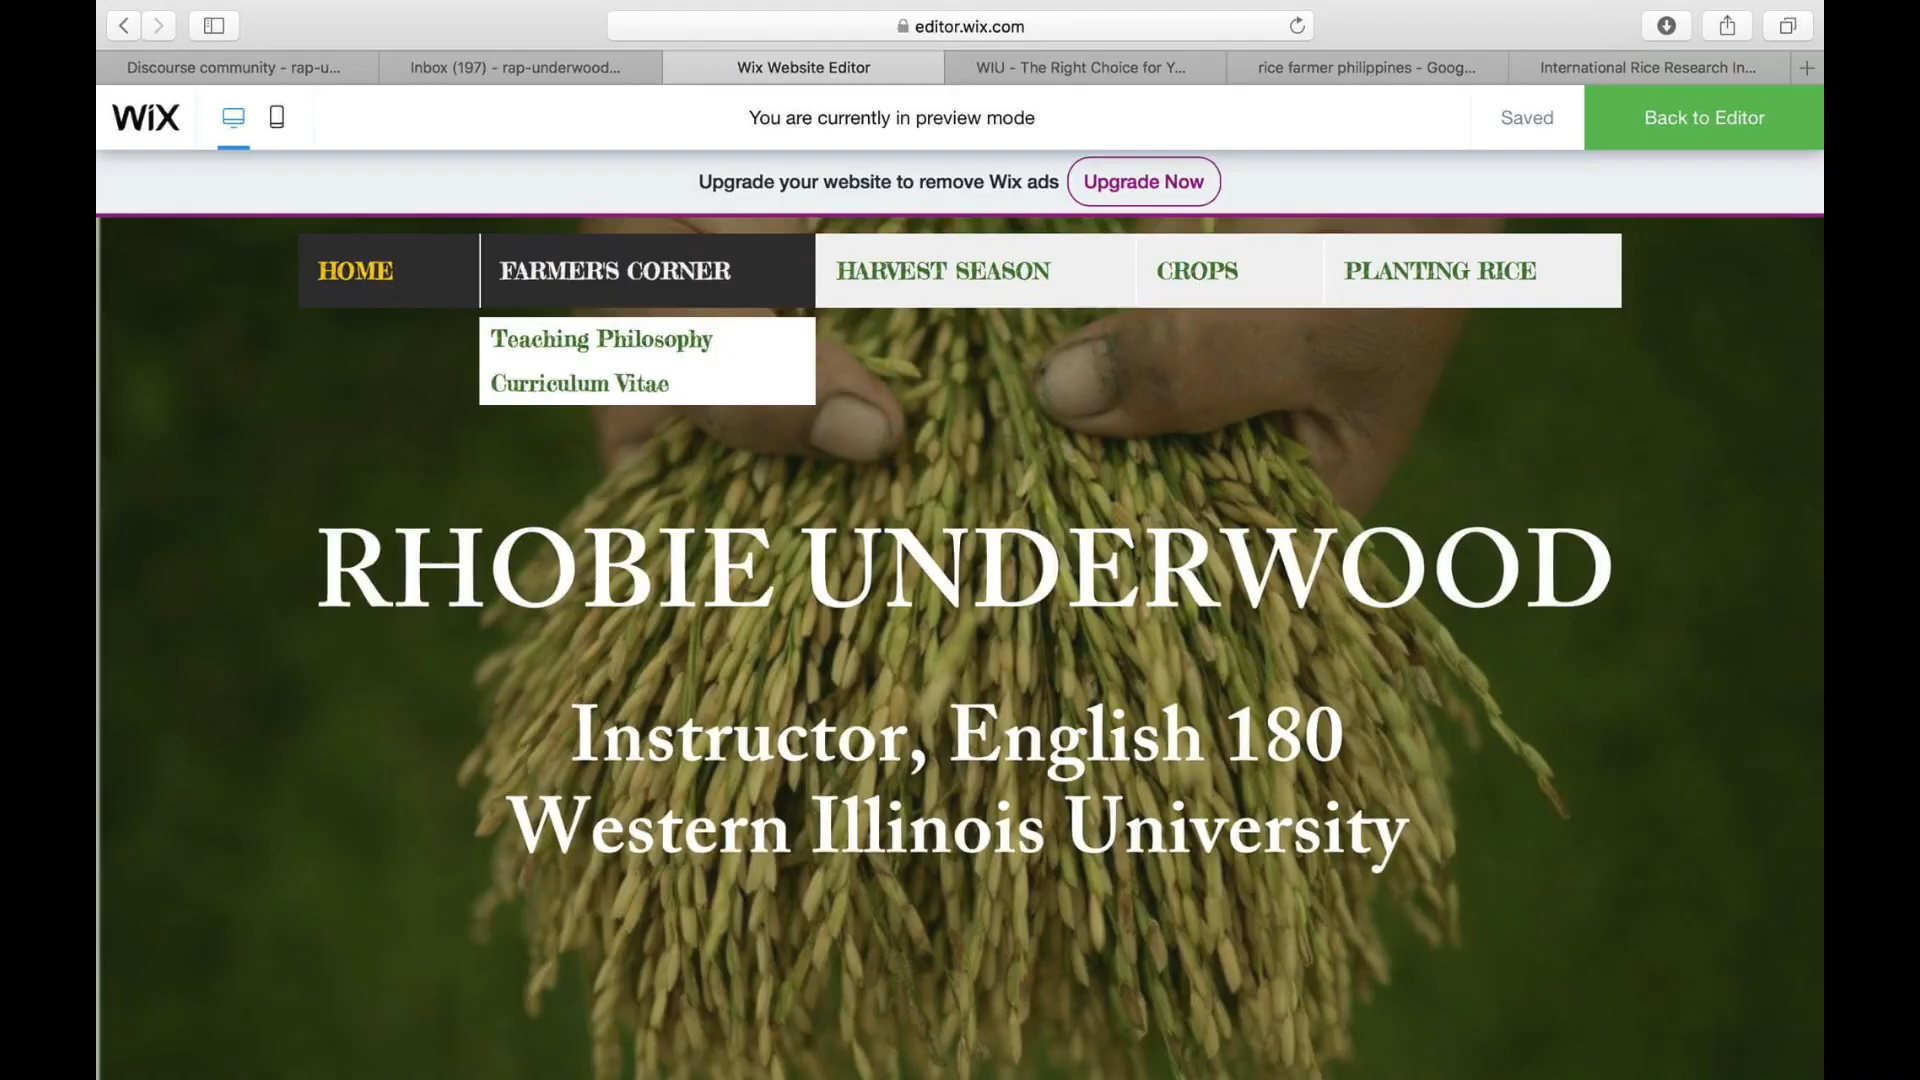 editor.wix.com
Discourse community - rap-u...
Inbox (197) - rap-underwood...
Wix Website Editor
WIU - The Right Choice for Y...
rice farmer philippines - Goog...
International Rice Research In...
WiX
You are currently in preview mode
Saved
Back to Editor
Upgrade your website to remove Wix ads
Upgrade Now
HOME
FARMER'S CORNER
HARVEST SEASON
CROPS
PLANTING RICE
Teaching Philosophy
Curriculum Vitae
RHOBIE UNDERWOOD
Instructor, English 180
Western Illinois University